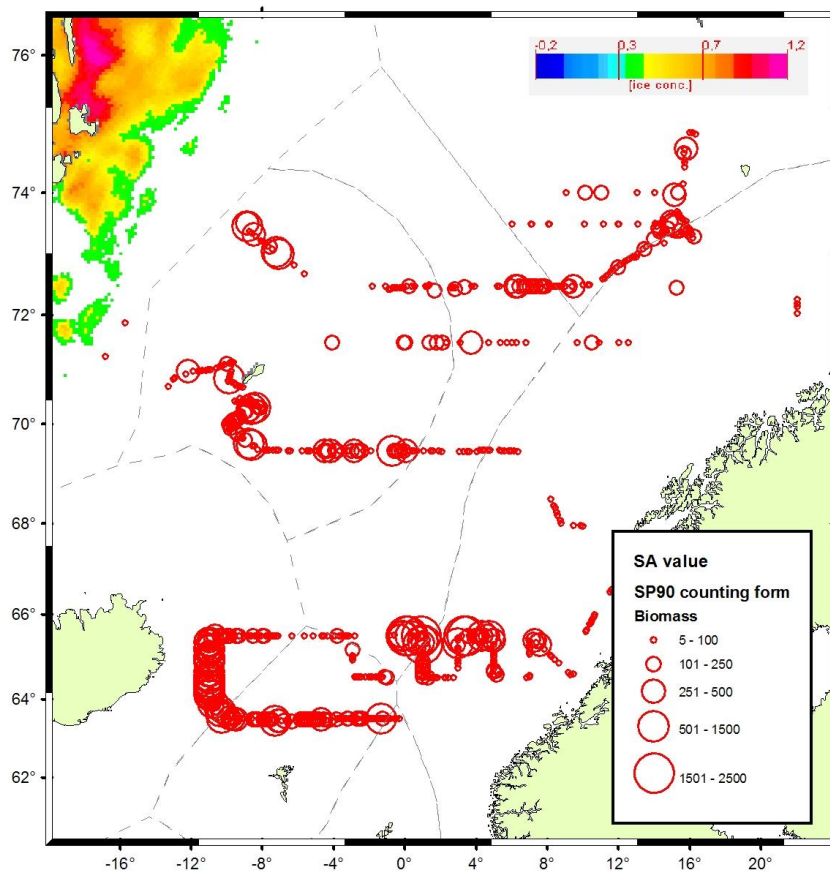 76°
-0,2 0,3 0,7 1,2
[ice conc.]
74°
72°
70°
68°
66°
64°
62°
SA value
SP90 counting form
Biomass
5 - 100
101 - 250
251 - 500
501 - 1500
1501 - 2500
-16° -12° -8° -4° 0° 4° 8° 12° 16° 20°